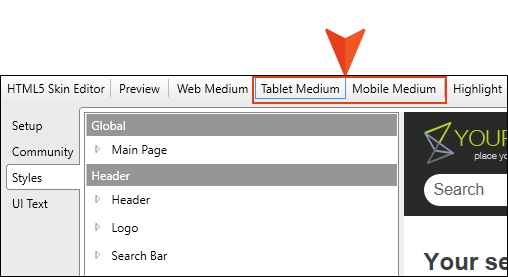 HTML5 Skin Editor Preview Web Medium Tablet Medium Mobile Medium Highlight
Setup
Community
Styles
UI Text
Global
Main Page
Header
Header
Logo
Search Bar
YOUR
place you
Search
Your se